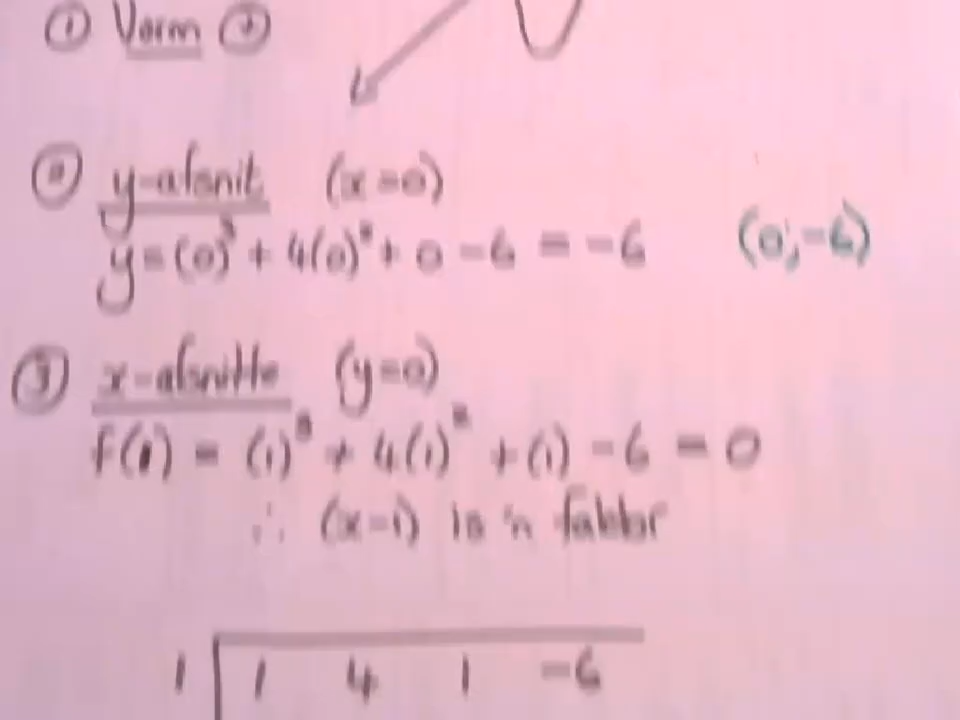 ① Vorm ⊕
② y-afsnit (x=0)
y = (0)³ + 4(0)² + 0 - 6 = -6 (0;-6)
③ x-afsnitte (y=0)
f(1) = (1)³ + 4(1)² + (1) - 6 = 0
∴ (x-1) is 'n faktor
1 | 1 4 1 -6